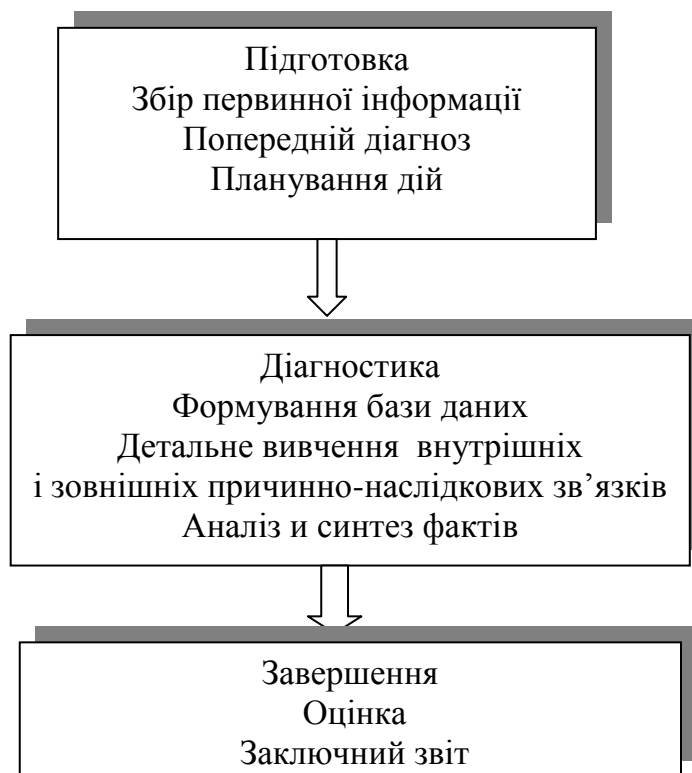 Підготовка
Збір первинної інформації
Попередній діагноз
Планування дій
Діагностика
Формування бази даних
Детальне вивчення внутрішніх
і зовнішніх причинно-наслідкових зв’язків
Аналіз и синтез фактів
Завершення
Оцінка
Заключний звіт